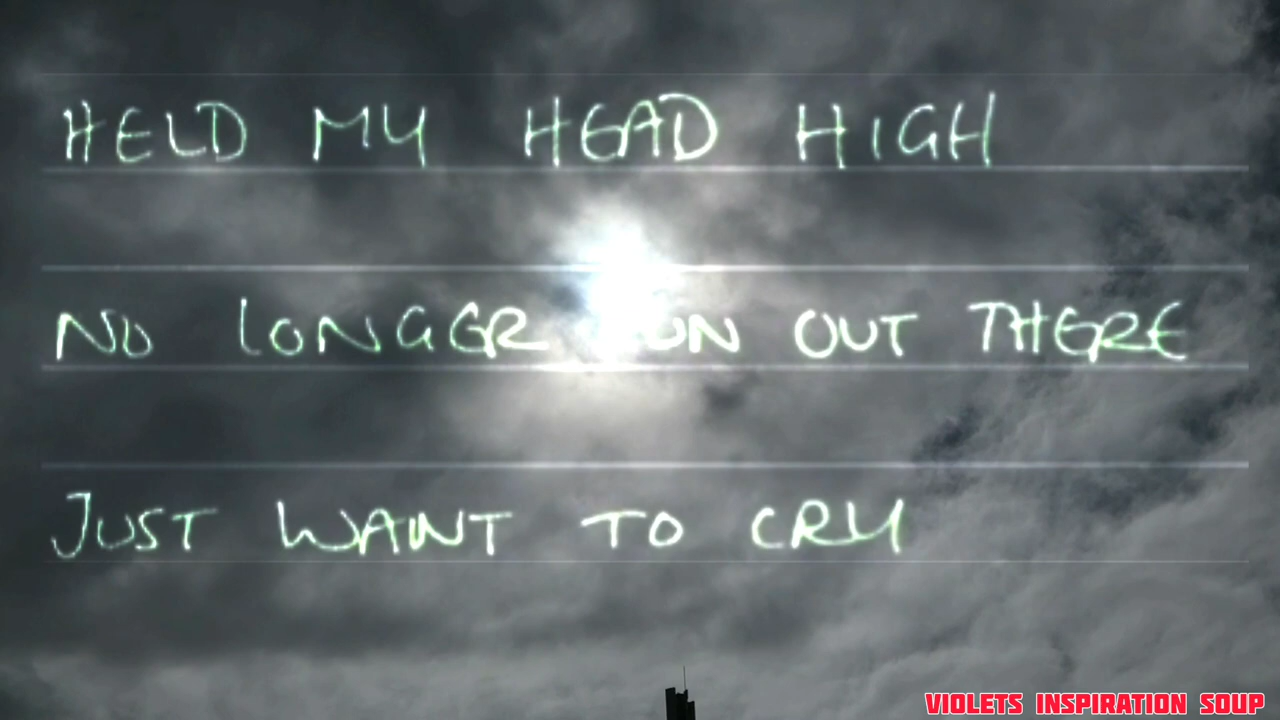 HELD MY HEAD HIGH
NO LONGER OUT THERE
JUST WANT TO CRY
VIOLETS INSPIRATION SOUP